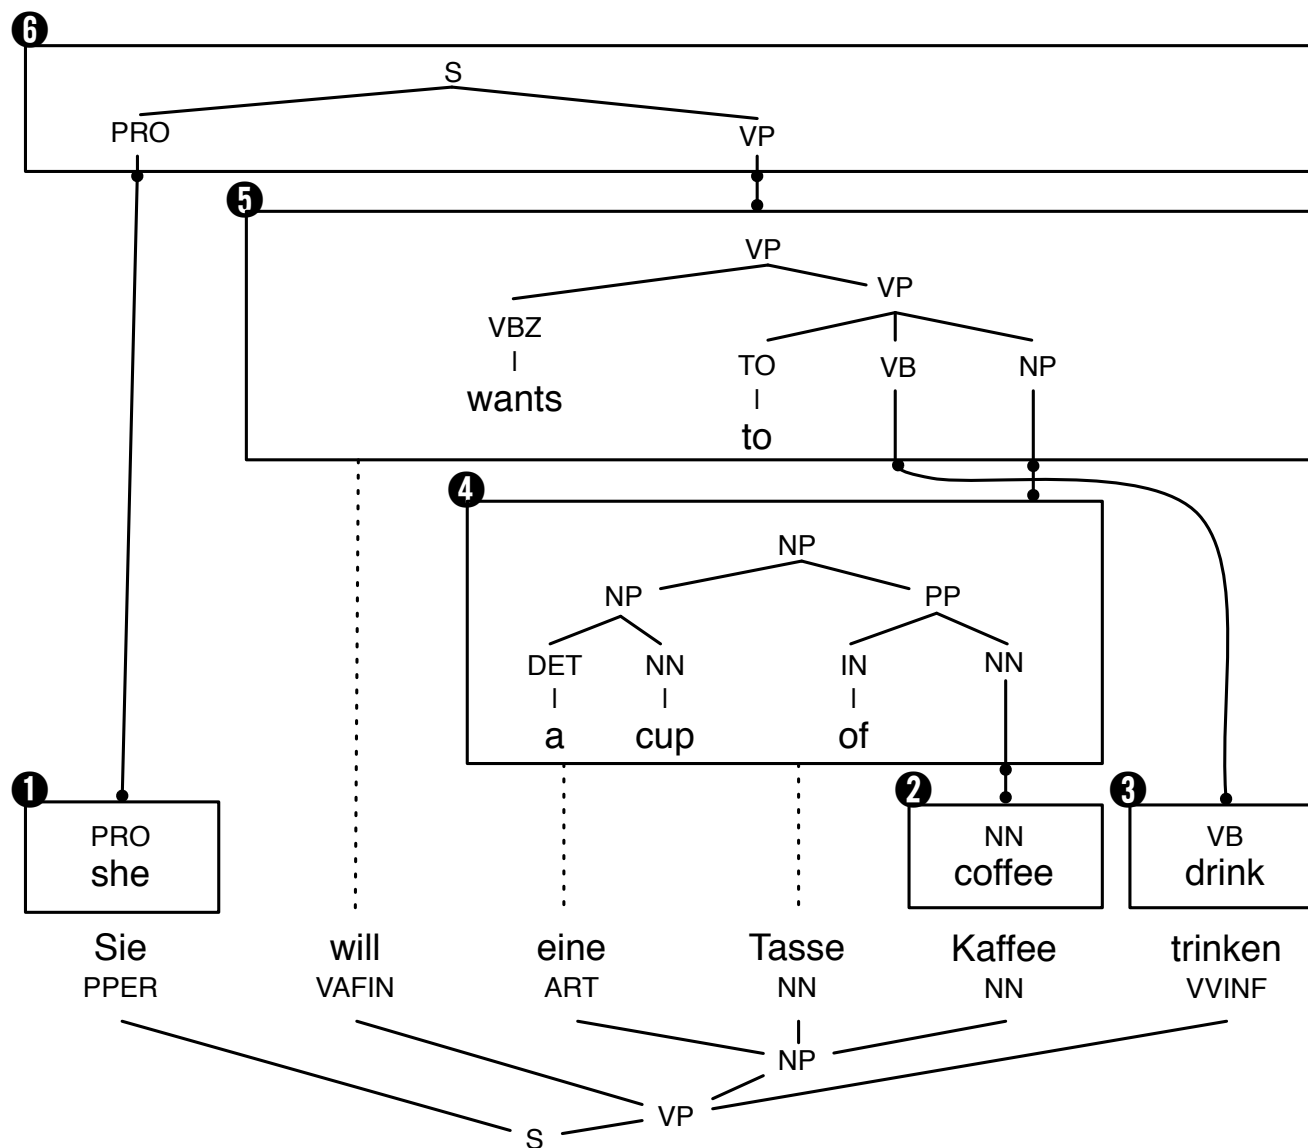 6
S
PRO VP
5
VP
VP
VBZ TO VB NP
wants to
4
NP
NP PP
DET NN IN NN
a cup of
1 2 3
PRO NN VB
she coffee drink
Sie will eine Tasse Kaffee trinken
PPER VAFIN ART NN NN VVINF
NP
VP
S